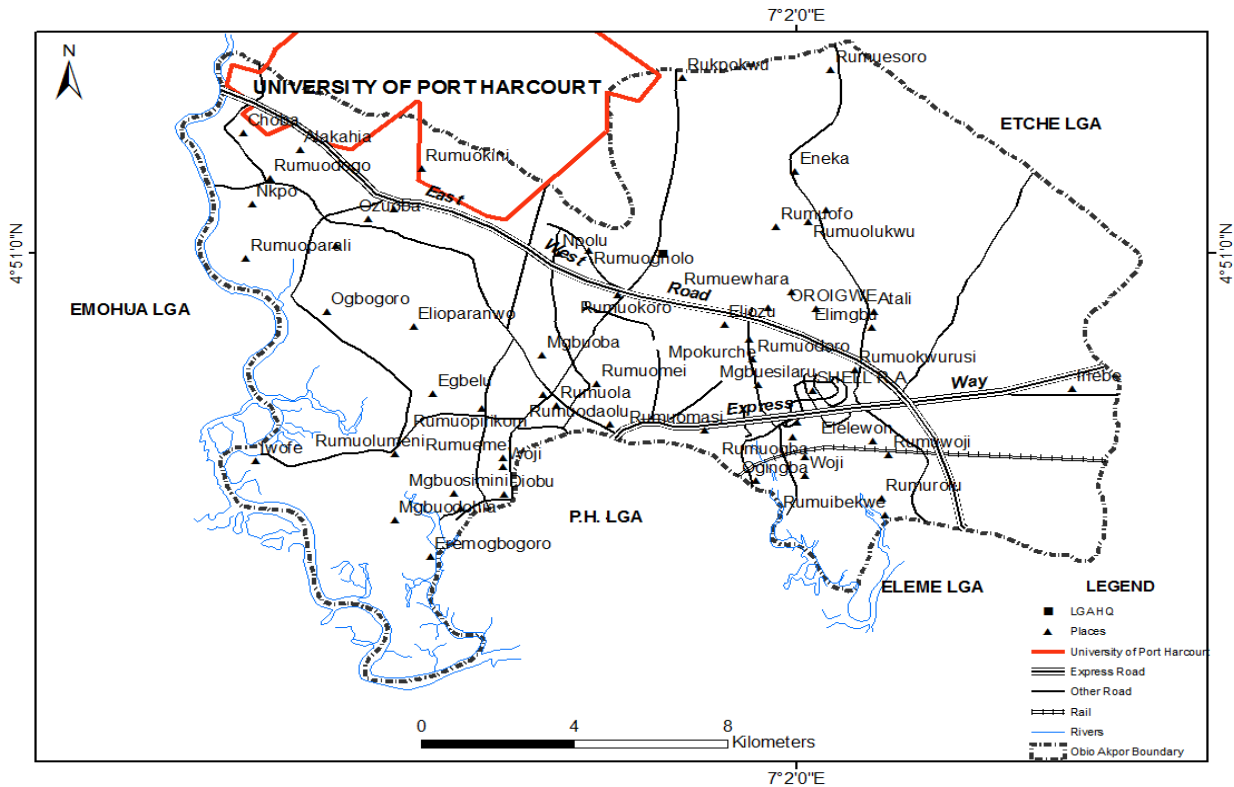 7°2'0"E
N
Rukpokwu
Rumuesoro
UNIVERSITY OF PORT HARCOURT
Choba
ETCHE LGA
Alakahia
Rumuokini
Eneka
Rumuodogo
Nkpo
East
Ozuoba
Rumuofo
Rumuolukwu
4°51'0"N
Rumuoparali
Npolu
West
Rumuogholo
4°51'0"N
Rumuewhara
Road
EMOHUA LGA
Ogbogoro
Elioparanwo
Rumuokoro
Eliozu
OROIGWE
Atali
Elimgbu
Mgbuoba
Mpokurche
Rumuodoro
Rumuokwurusi
Egbelu
Rumuomei
Mgbuesilaru
SHELL R.A
Way
Iriebe
Rumuola
Rumuopirikom
Rumuodaolu
Rumuomasi
Express
Rumuolumeni
Rumueme
Elelewon
Iwofe
Woji
Rumuogba
Rumuwoji
Mgbuosimini
Diobu
Ogingba
Woji
Mgbuodohia
P.H. LGA
Rumuibekwe
Eremogbogoro
ELEME LGA
LEGEND
LGAHQ
Places
University of Port Harcourt
Express Road
Other Road
Rail
Rivers
Obio Akpor Boundary
0 4 8
Kilometers
7°2'0"E